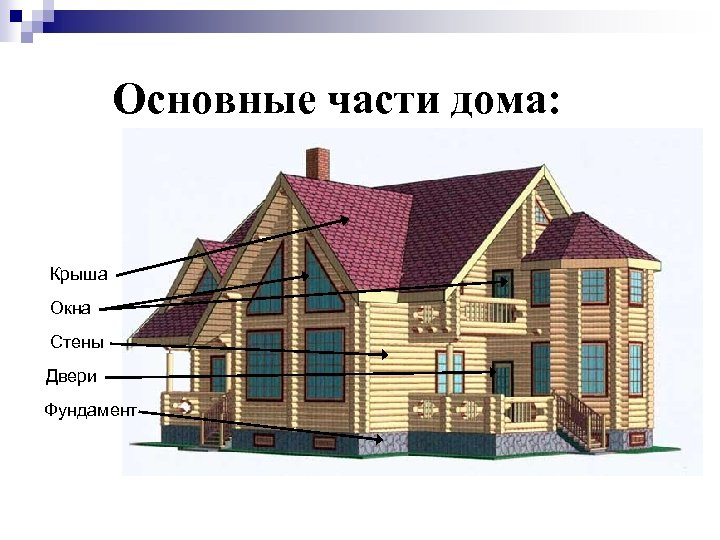 Основные части дома:
Крыша
Окна
Стены
Двери
Фундамент